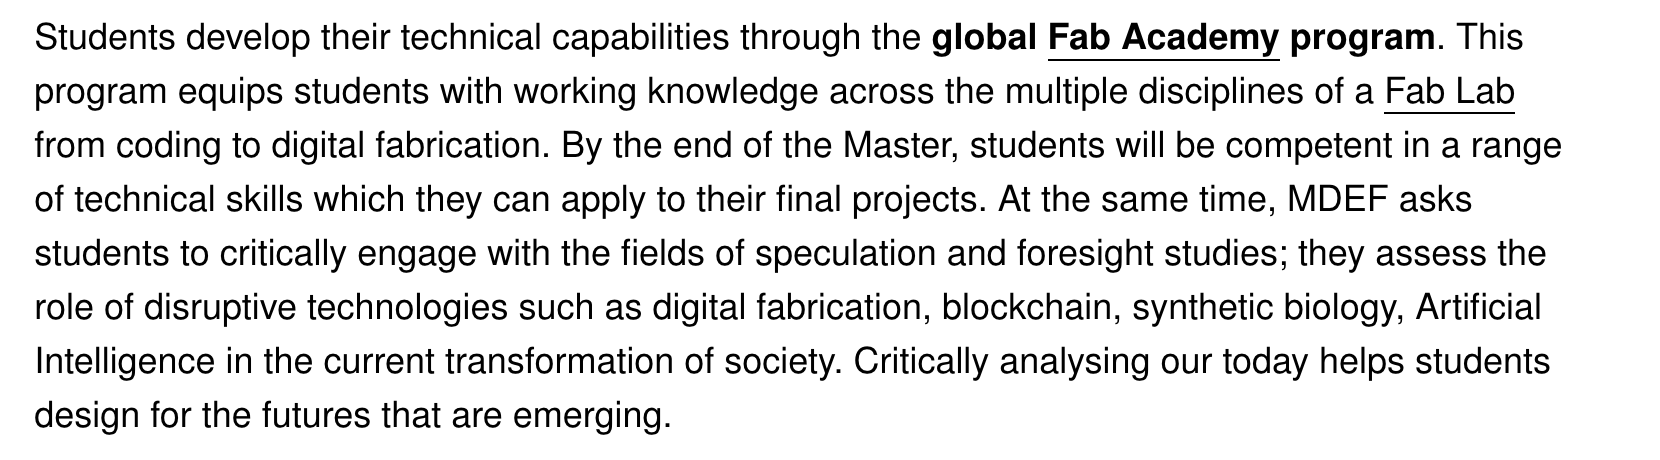 Students develop their technical capabilities through the global Fab Academy program. This
program equips students with working knowledge across the multiple disciplines of a Fab Lab
from coding to digital fabrication. By the end of the Master, students will be competent in a range
of technical skills which they can apply to their final projects. At the same time, MDEF asks
students to critically engage with the fields of speculation and foresight studies; they assess the
role of disruptive technologies such as digital fabrication, blockchain, synthetic biology, Artificial
Intelligence in the current transformation of society. Critically analysing our today helps students
design for the futures that are emerging.